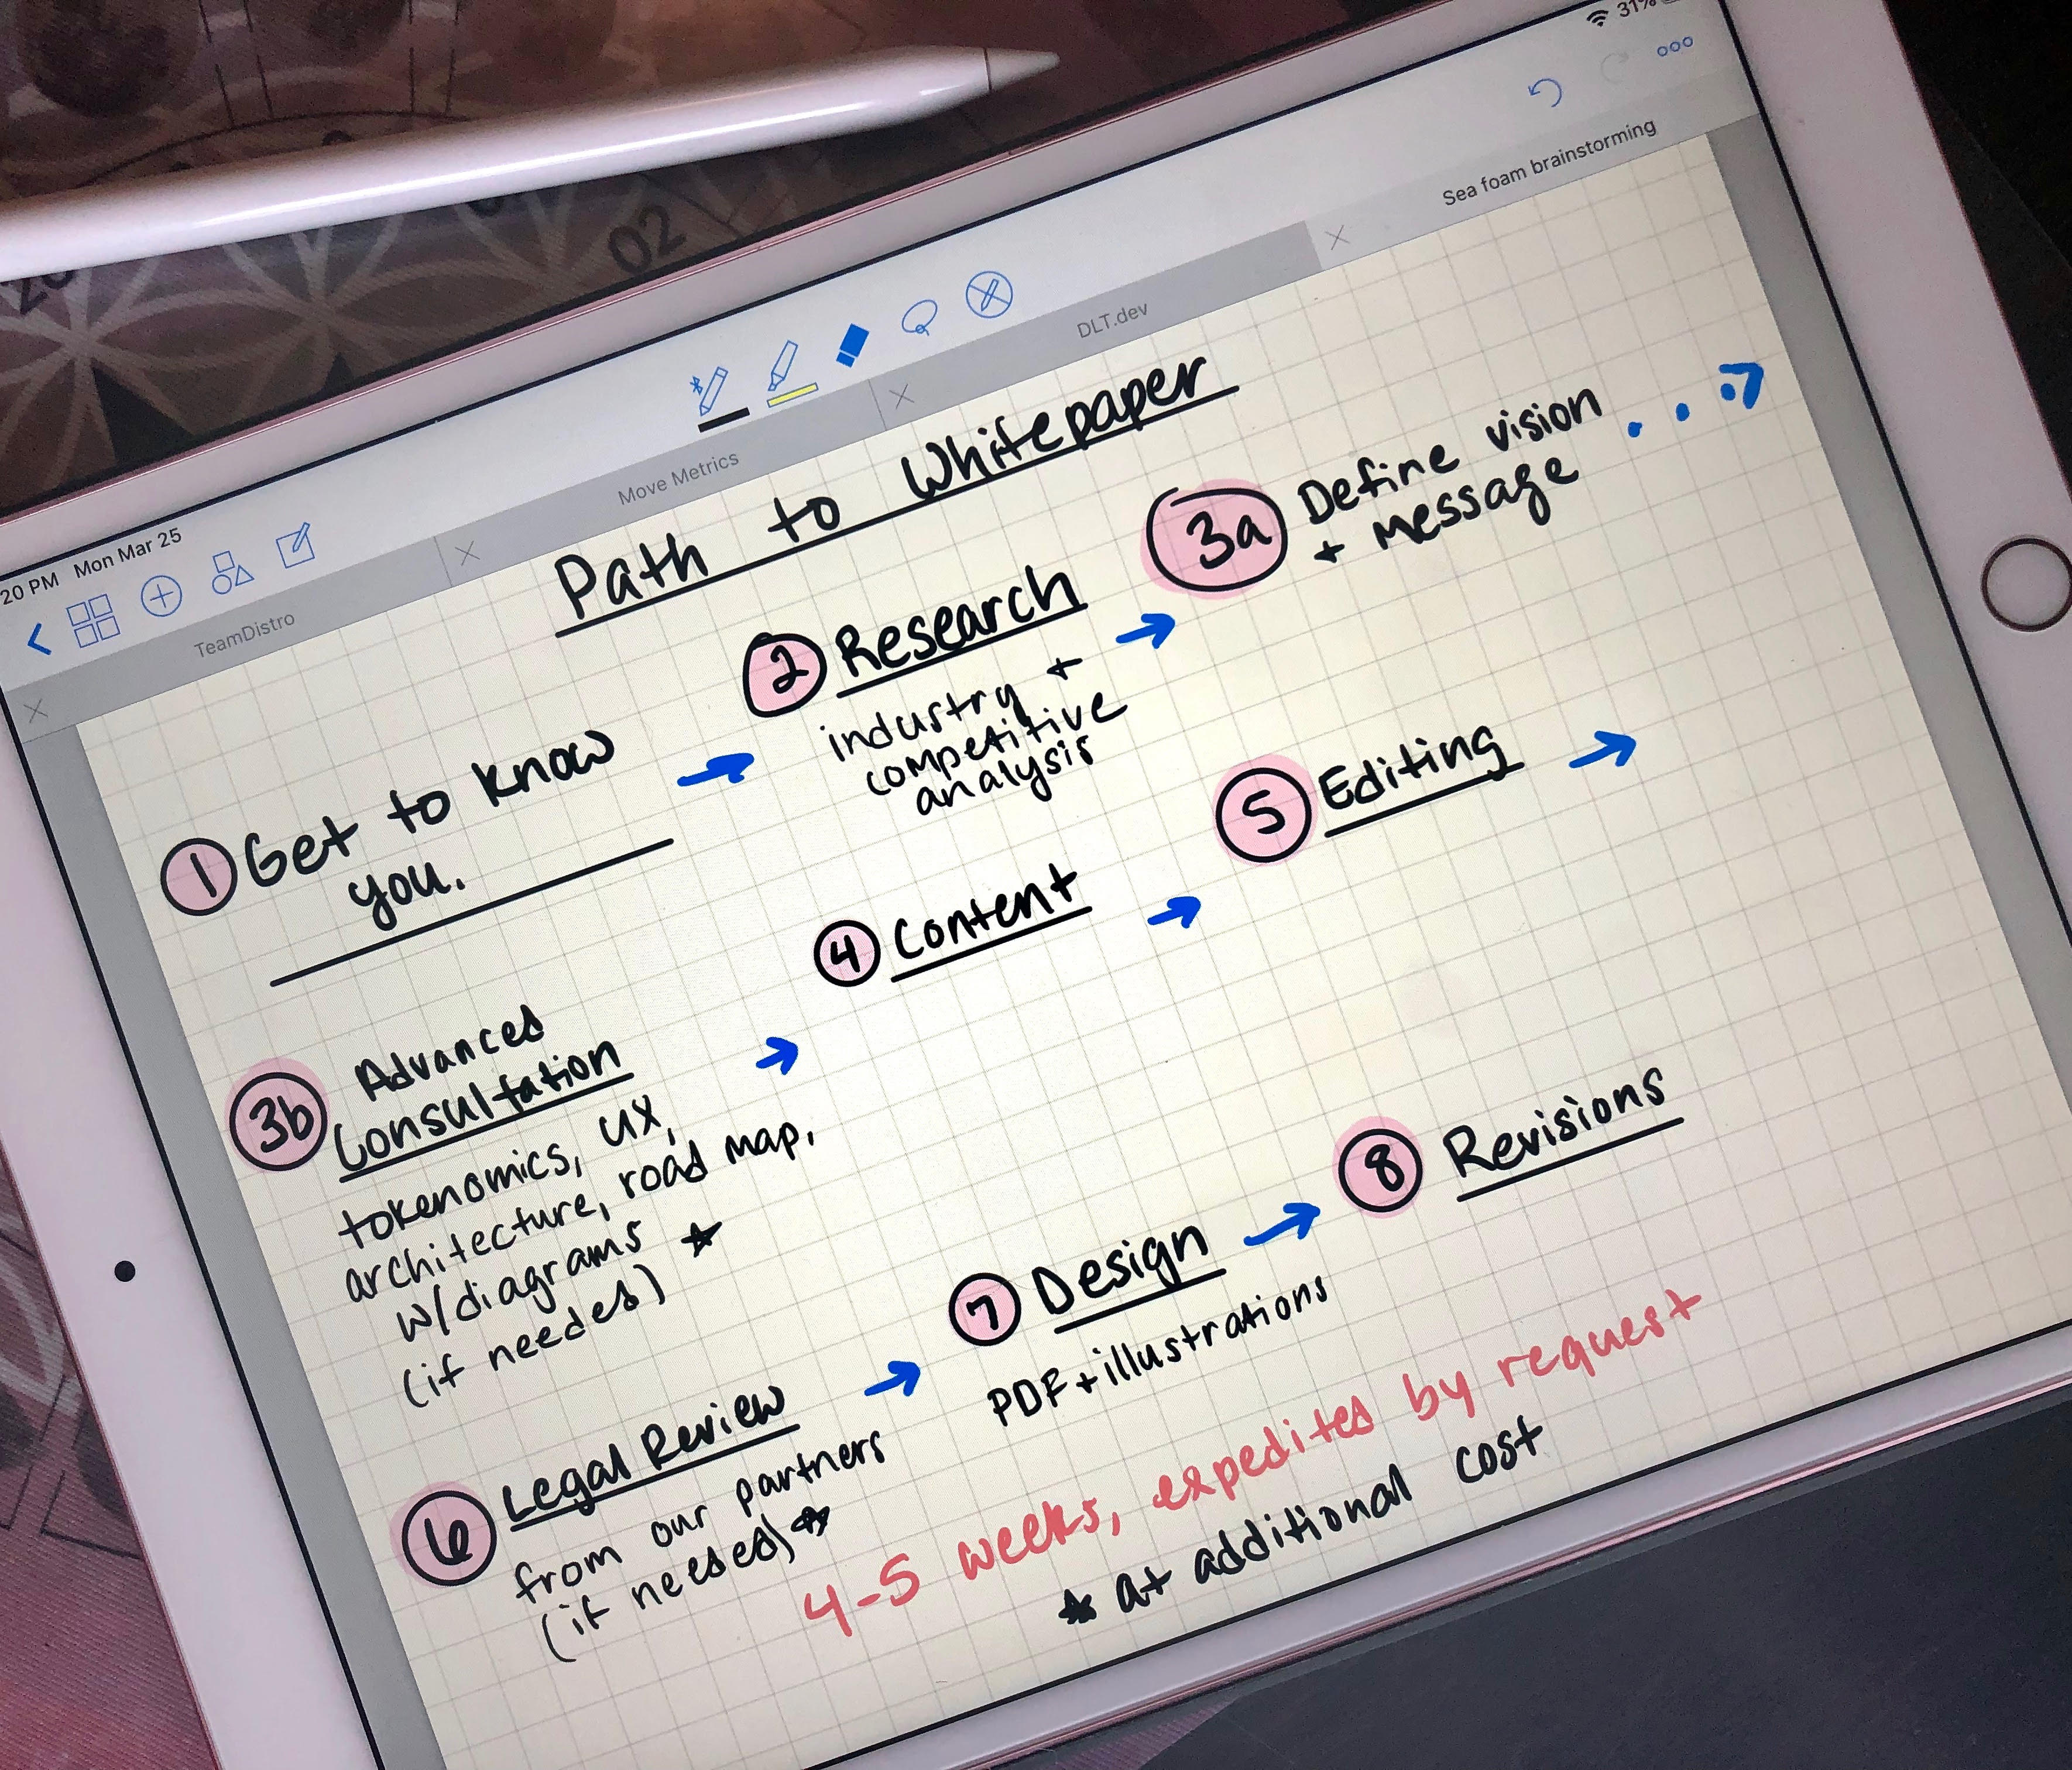 31%
20 PM Mon Mar 25
TeamDistro
Move Metrics
DLT.dev
Sea foam brainstorming
Path to Whitepaper
1 Get to know
you.
2 Research
industry +
competitive
analysis
3a Define vision
+ message
3b Advanced
Consultation
tokenomics, UX,
architecture, road map,
w/diagrams
(if needed)
4 Content
5 Editing
6 Legal Review
from our partners
(if needed)
7 Design
PDF + illustrations
8 Revisions
4-5 weeks, expedited by request
at additional cost
02